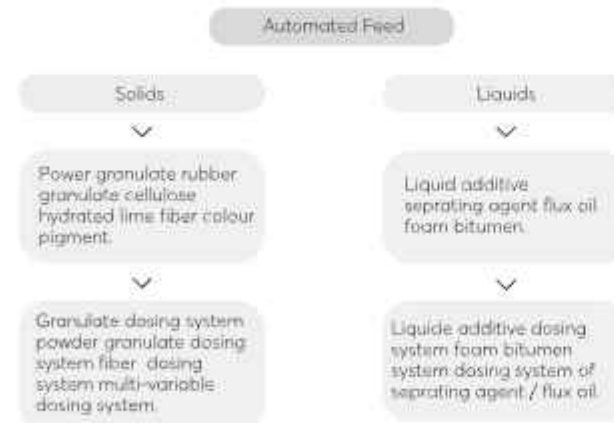 Automated Feed
Solids
Power granulate rubber
granulate cellulose
hydrated lime fiber colour
pigment.
Granulate dosing system
powder granulate dosing
system fiber dosing
system multi-variable
dosing system.
Liquids
Liquid additive
seprating agent flux oil
foam bitumen.
Liquide additive dosing
system foam bitumen
system dosing system of
seprating agent / flux oil